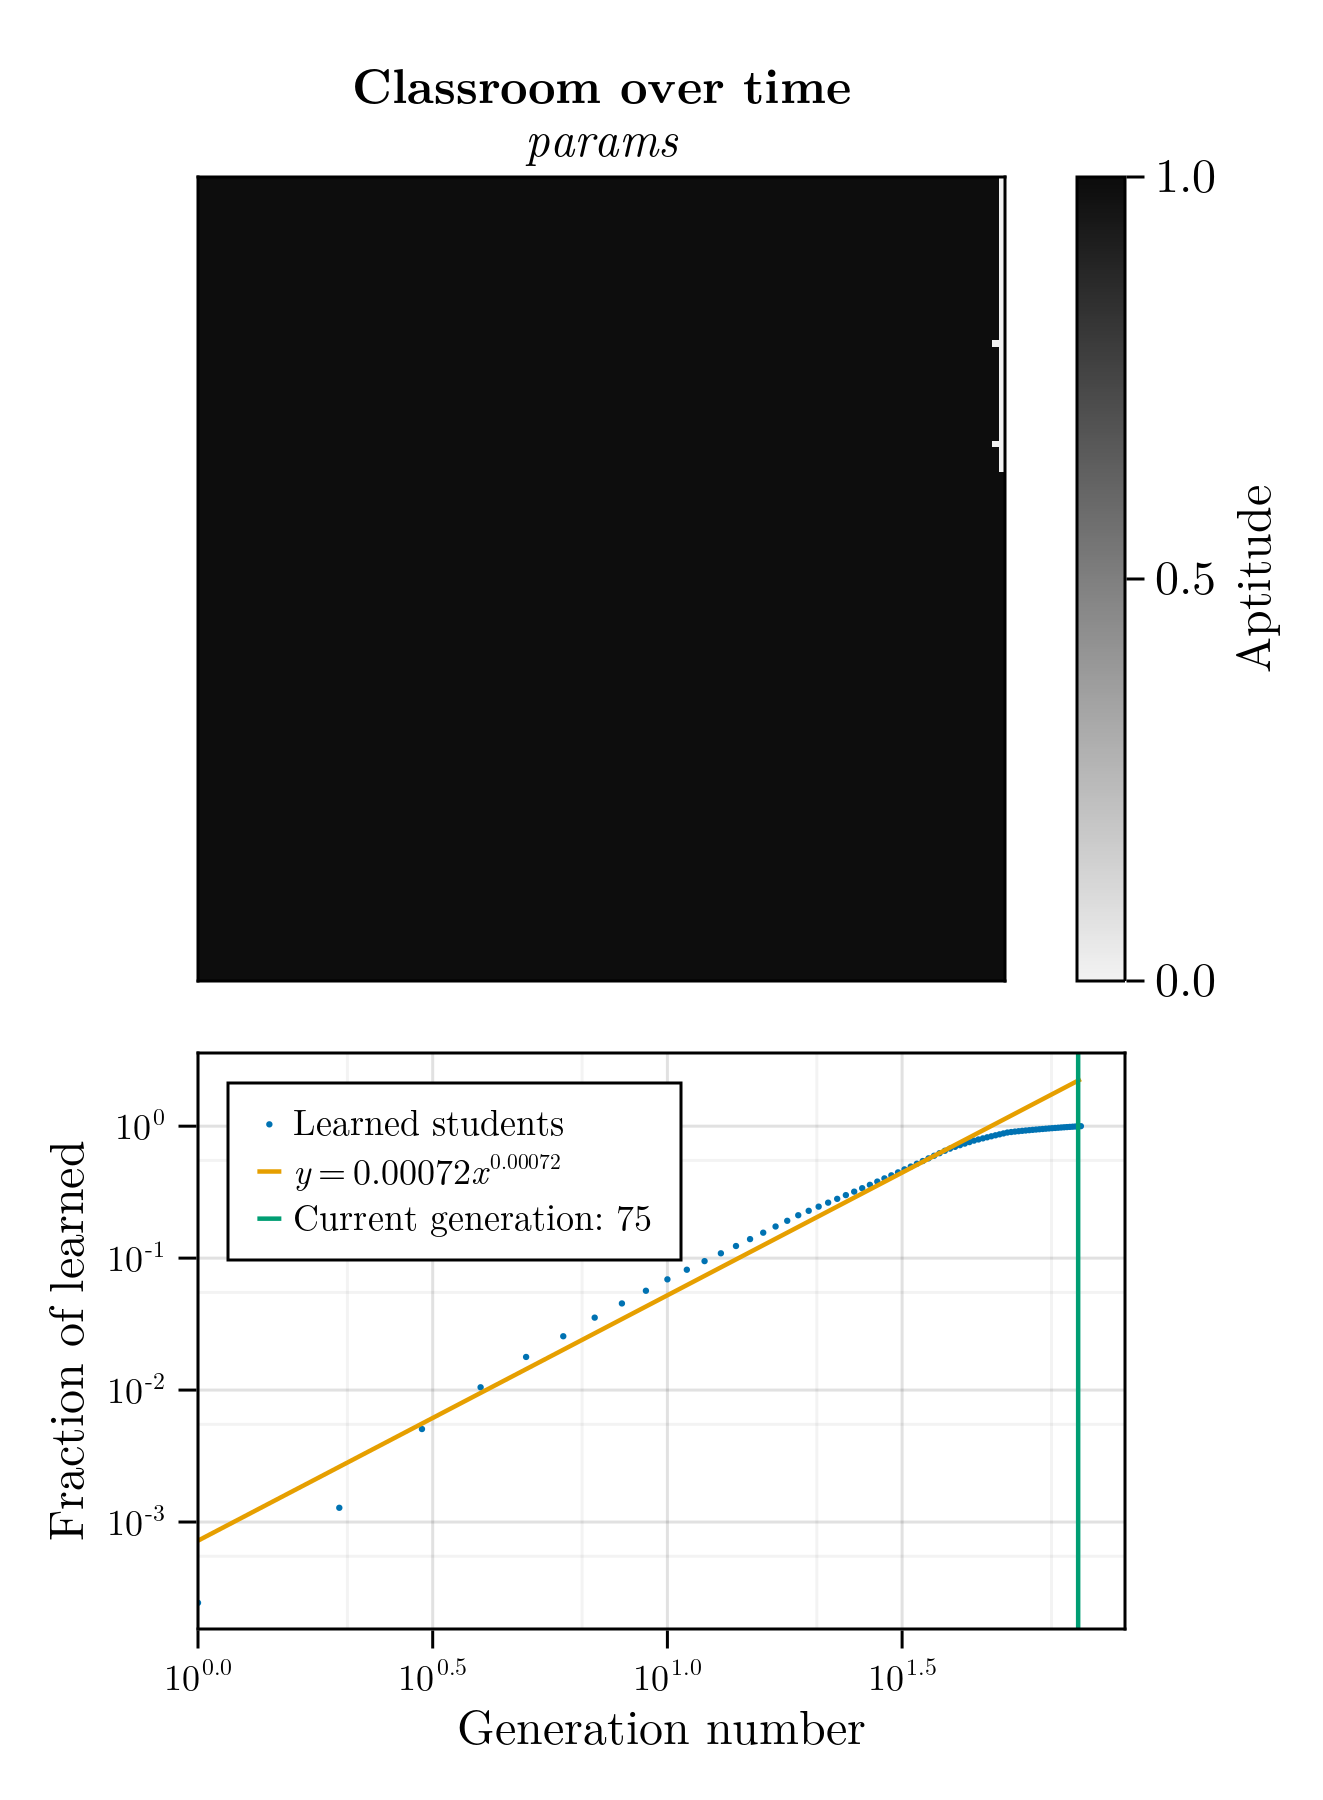 Classroom over time
params
1.0
0.5
0.0
Aptitude
Learned students
y = 0.00072x^0.00072
Current generation: 75
10^0
10^-1
10^-2
10^-3
Fraction of learned
10^0.0 10^0.5 10^1.0 10^1.5
Generation number